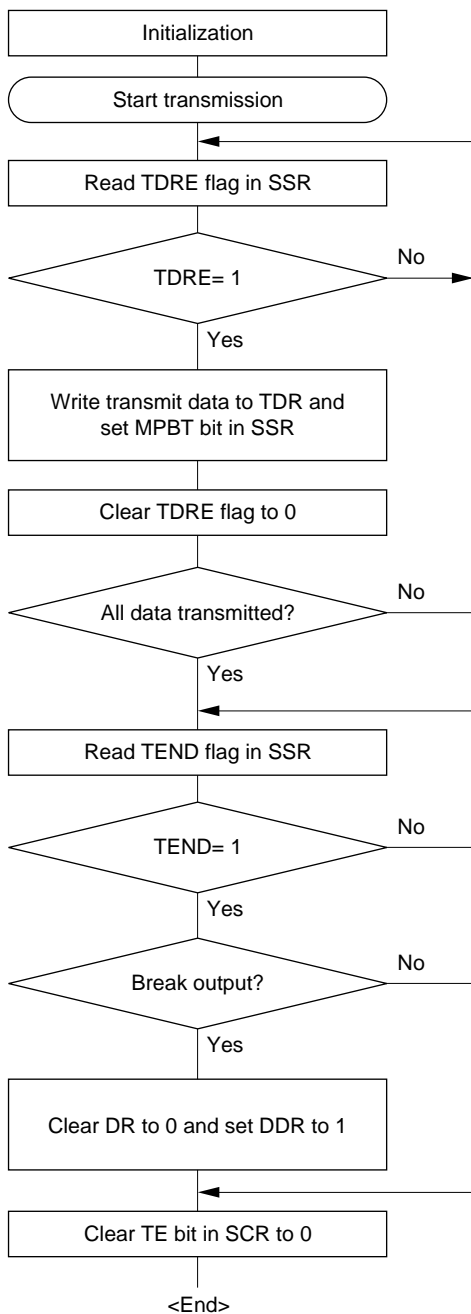 Initialization
Start transmission
Read TDRE flag in SSR
TDRE= 1
No
Yes
Write transmit data to TDR and
set MPBT bit in SSR
Clear TDRE flag to 0
All data transmitted?
No
Yes
Read TEND flag in SSR
TEND= 1
No
Yes
Break output?
No
Yes
Clear DR to 0 and set DDR to 1
Clear TE bit in SCR to 0
<End>